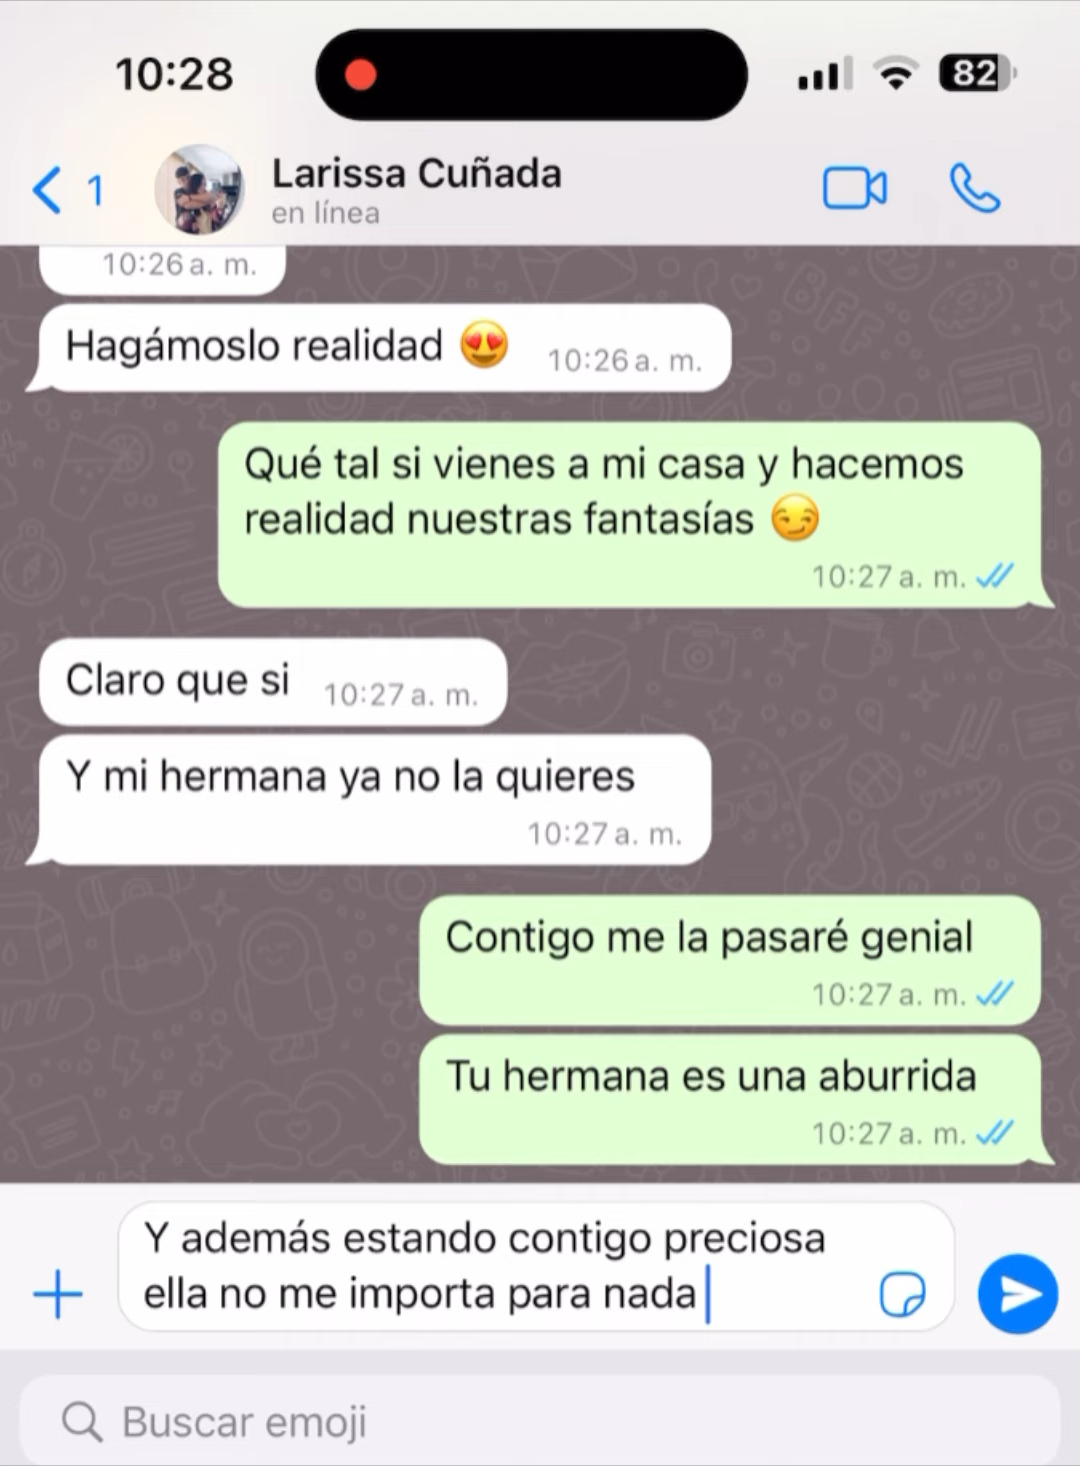 10:28
82
1
Larissa Cuñada
en línea
10:26 a. m.
Hagámoslo realidad 😍 10:26 a. m.
Qué tal si vienes a mi casa y hacemos
realidad nuestras fantasías 😏
10:27 a. m.
Claro que si 10:27 a. m.
Y mi hermana ya no la quieres
10:27 a. m.
Contigo me la pasaré genial
10:27 a. m.
Tu hermana es una aburrida
10:27 a. m.
Y además estando contigo preciosa
ella no me importa para nada
Buscar emoji